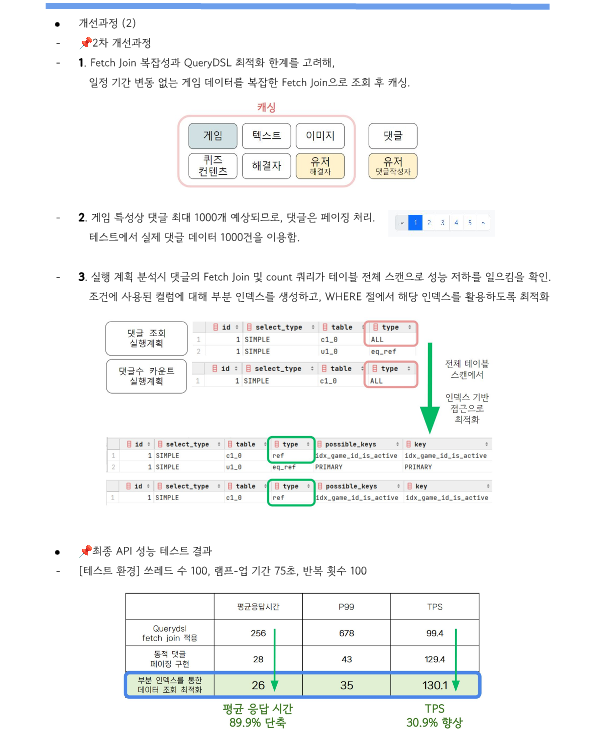 ● 개선과정 (2)
- 📌2차 개선과정
- 1. Fetch Join 복잡성과 QueryDSL 최적화 한계를 고려해,
일정 기간 변동 없는 게임 데이터를 복잡한 Fetch Join으로 조회 후 캐싱.
캐싱
게임 텍스트 이미지 댓글
퀴즈 컨텐츠 해결자 유저 해결자 유저 댓글작성자
- 2. 게임 특성상 댓글 최대 1000개 예상되므로, 댓글은 페이징 처리.
테스트에서 실제 댓글 데이터 1000건을 이용함.
« 1 2 3 4 5 »
- 3. 실행 계획 분석시 댓글의 Fetch Join 및 count 쿼리가 테이블 전체 스캔으로 성능 저하를 일으킴을 확인.
조건에 사용된 컬럼에 대해 부분 인덱스를 생성하고, WHERE 절에서 해당 인덱스를 활용하도록 최적화
댓글 조회
실행계획
id select_type table type
1 1 SIMPLE c1_0 ALL
2 1 SIMPLE u1_0 eq_ref
댓글수 카운트
실행계획
id select_type table type
1 1 SIMPLE c1_0 ALL
전체 테이블
스캔에서
인덱스 기반
접근으로
최적화
id select_type table type possible_keys key
1 1 SIMPLE c1_0 ref idx_game_id_is_active idx_game_id_is_active
2 1 SIMPLE u1_0 eq_ref PRIMARY PRIMARY
id select_type table type possible_keys key
1 1 SIMPLE c1_0 ref idx_game_id_is_active idx_game_id_is_active
● 📌최종 API 성능 테스트 결과
- [테스트 환경] 쓰레드 수 100, 램프-업 기간 75초, 반복 횟수 100
평균응답시간 P99 TPS
Querydsl
fetch join 적용 256 678 99.4
동적 댓글
페이징 구현 28 43 129.4
부분 인덱스를 통한
데이터 조회 최적화 26 35 130.1
평균 응답 시간
89.9% 단축
TPS
30.9% 향상